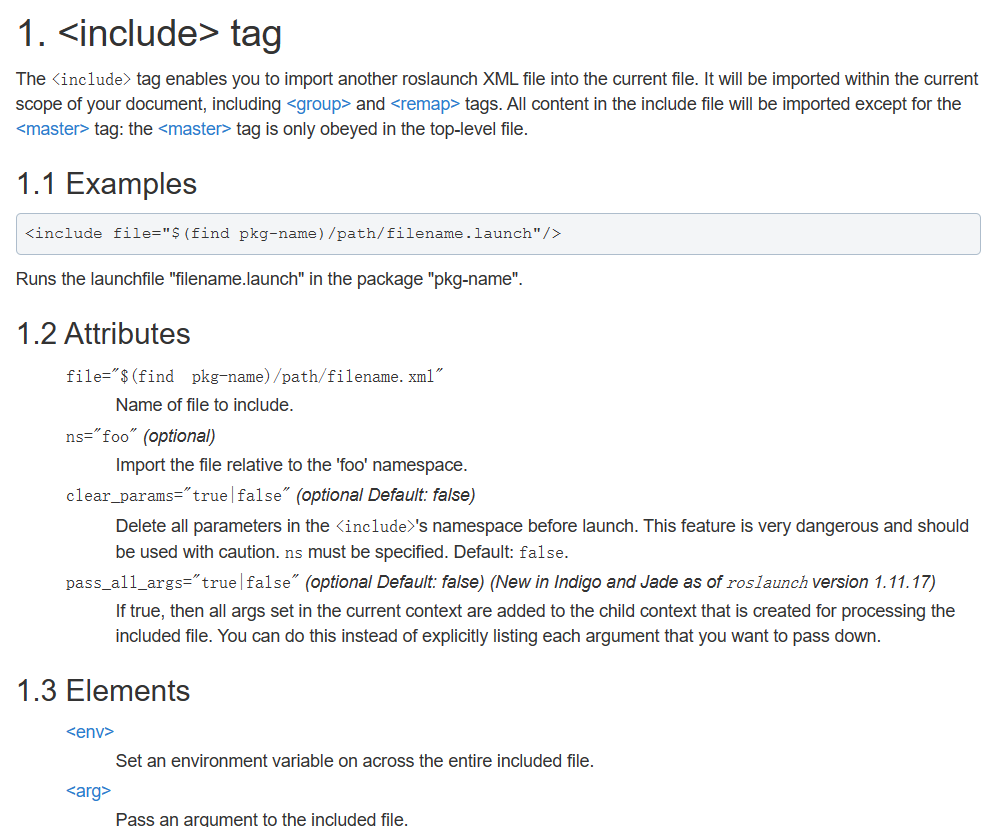 1. <include> tag
The <include> tag enables you to import another roslaunch XML file into the current file. It will be imported within the current
scope of your document, including <group> and <remap> tags. All content in the include file will be imported except for the
<master> tag: the <master> tag is only obeyed in the top-level file.
1.1 Examples
<include file="$(find pkg-name)/path/filename.launch"/>
Runs the launchfile "filename.launch" in the package "pkg-name".
1.2 Attributes
file="$(find pkg-name)/path/filename.xml"
Name of file to include.
ns="foo" (optional)
Import the file relative to the 'foo' namespace.
clear_params="true|false" (optional Default: false)
Delete all parameters in the <include>'s namespace before launch. This feature is very dangerous and should
be used with caution. ns must be specified. Default: false.
pass_all_args="true|false" (optional Default: false) (New in Indigo and Jade as of roslaunch version 1.11.17)
If true, then all args set in the current context are added to the child context that is created for processing the
included file. You can do this instead of explicitly listing each argument that you want to pass down.
1.3 Elements
<env>
Set an environment variable on across the entire included file.
<arg>
Pass an argument to the included file.